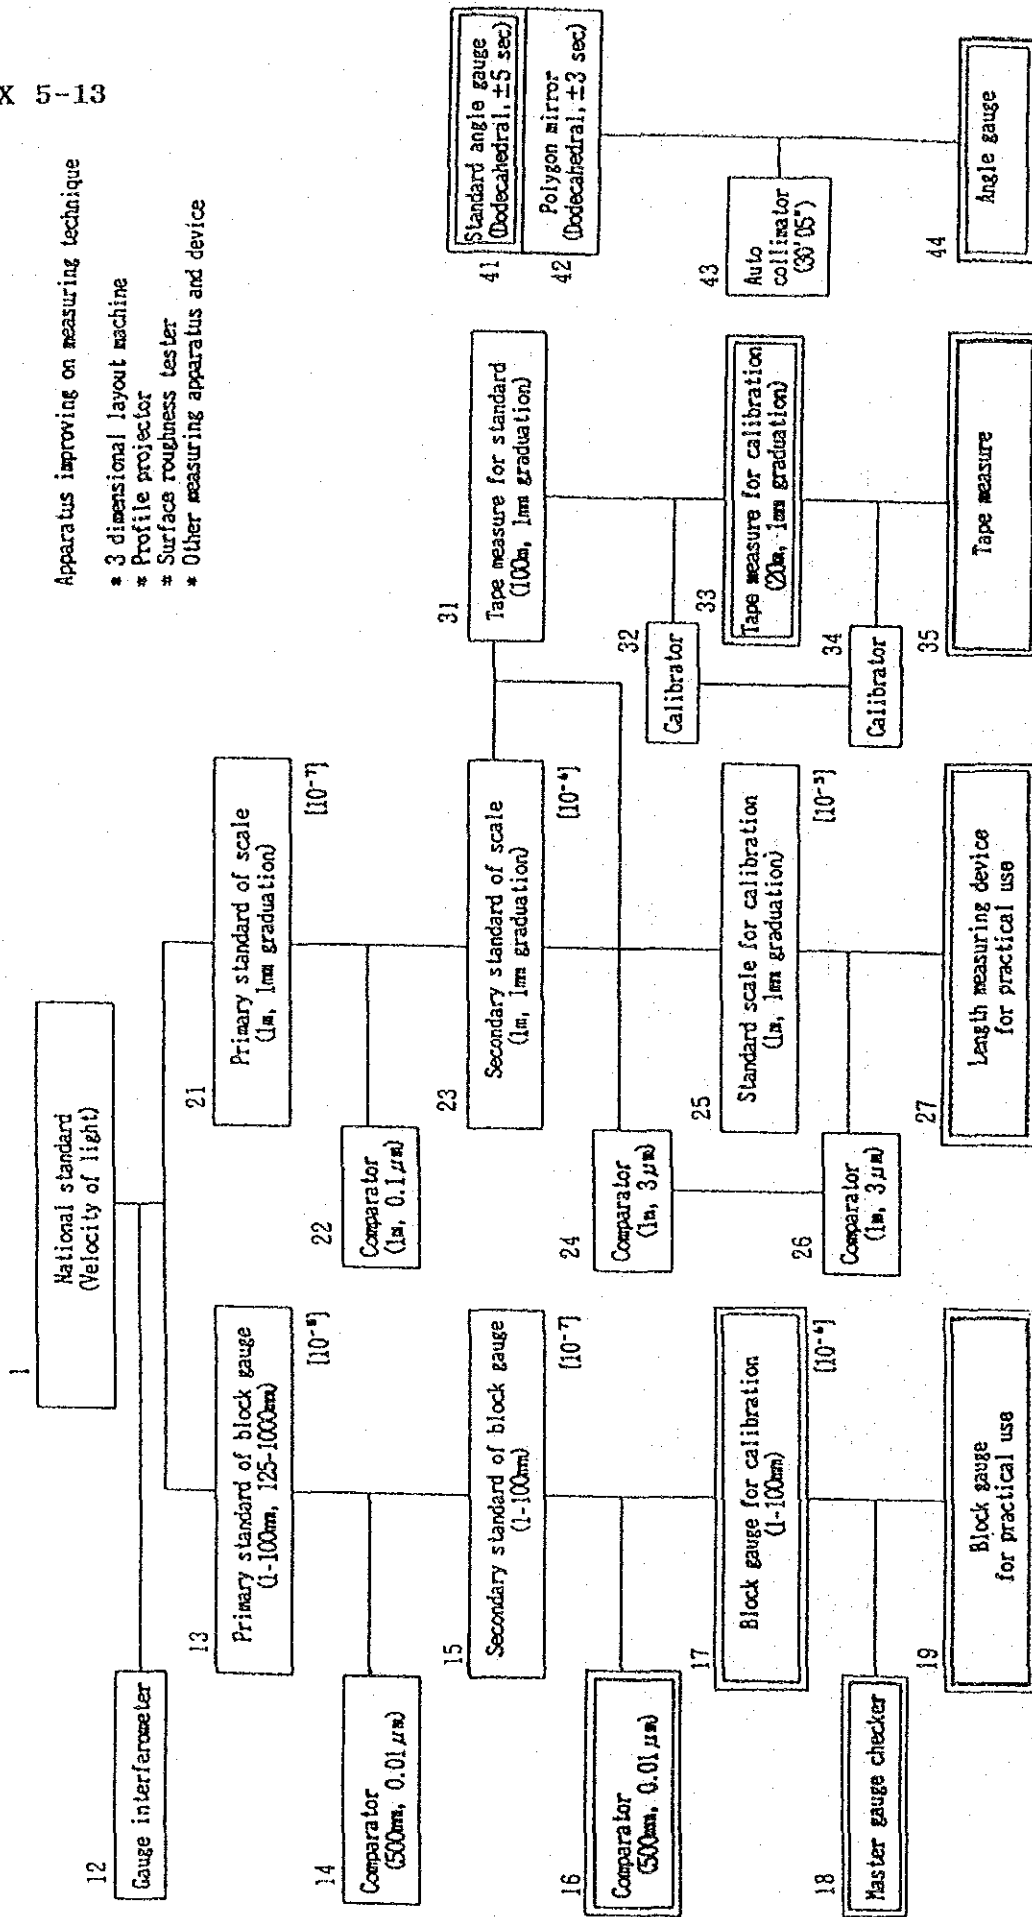 X 5-13
Apparatus improving on measuring technique
* 3 dimensional layout machine
* Profile projector
* Surface roughness tester
* Other measuring apparatus and device
1
National standard
(Velocity of light)
12
Gauge interferometer
13
Primary standard of block gauge
(1-100mm, 125-1000mm)
[10⁻⁸]
14
Comparator
(500mm, 0.01μm)
15
Secondary standard of block gauge
(1-100mm)
[10⁻⁷]
16
Comparator
(500mm, 0.01μm)
17
Block gauge for calibration
(1-100mm)
[10⁻⁶]
18
Master gauge checker
19
Block gauge
for practical use
21
Primary standard of scale
(1m, 1mm graduation)
[10⁻⁷]
22
Comparator
(1m, 0.1μm)
23
Secondary standard of scale
(1m, 1mm graduation)
[10⁻⁶]
24
Comparator
(1m, 3μm)
25
Standard scale for calibration
(1m, 1mm graduation)
[10⁻⁵]
26
Comparator
(1m, 3μm)
27
Length measuring device
for practical use
31
Tape measure for standard
(100m, 1mm graduation)
32
Calibrator
33
Tape measure for calibration
(20m, 1mm graduation)
34
Calibrator
35
Tape measure
41
Standard angle gauge
(Dodecahedral, ±5 sec)
42
Polygon mirror
(Dodecahedral, ±3 sec)
43
Auto
collimator
(30'05")
44
Angle gauge